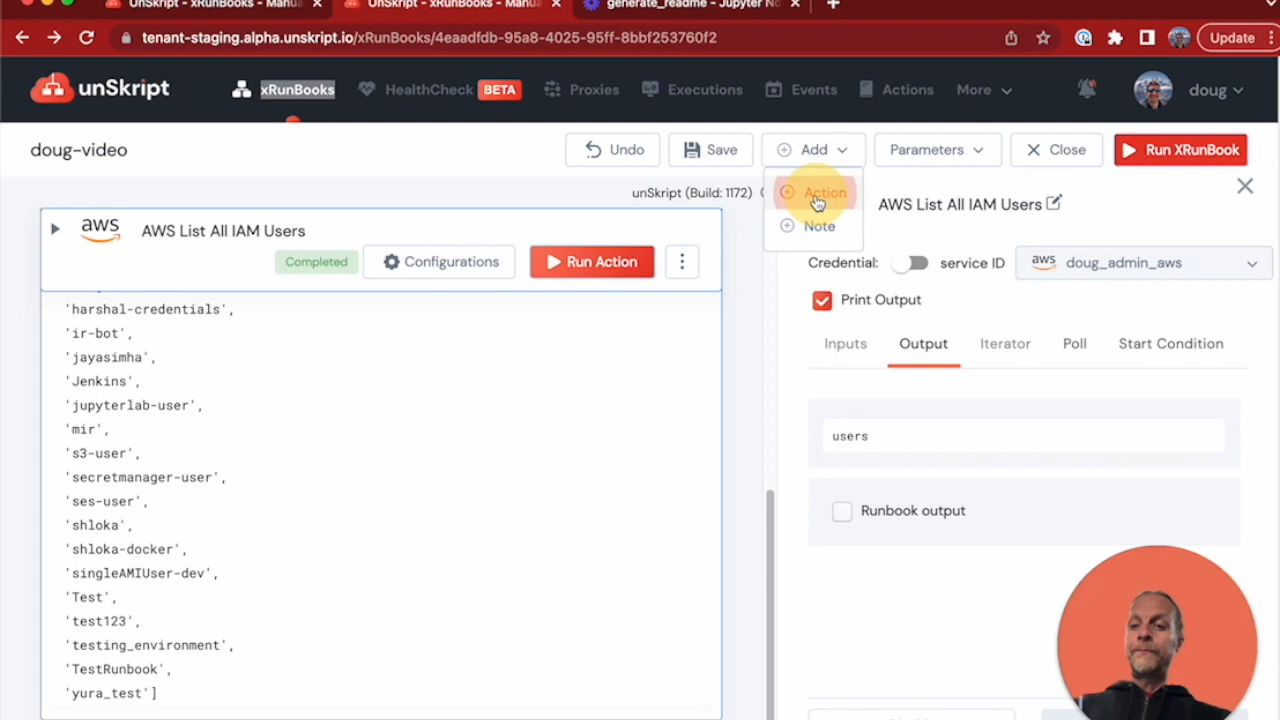 unSkript - xRunBooks - Manua
unSkript - xRunBooks - Manua
generate_readme - Jupyter No
tenant-staging.alpha.unskript.io/xRunBooks/4eaadfdb-95a8-4025-95ff-8bbf253760f2
Update
unSkript
xRunBooks
HealthCheck BETA
Proxies
Executions
Events
Actions
More
doug
doug-video
Undo
Save
Add
Parameters
Close
Run XRunBook
Action
Note
unSkript (Build: 1172)
aws
AWS List All IAM Users
Completed
Configurations
Run Action
'harshal-credentials',
'ir-bot',
'jayasimha',
'Jenkins',
'jupyterlab-user',
'mir',
's3-user',
'secretmanager-user',
'ses-user',
'shloka',
'shloka-docker',
'singleAMIUser-dev',
'Test',
'test123',
'testing_environment',
'TestRunbook',
'yura_test']
AWS List All IAM Users
Credential:
service ID
aws
doug_admin_aws
Print Output
Inputs
Output
Iterator
Poll
Start Condition
users
Runbook output